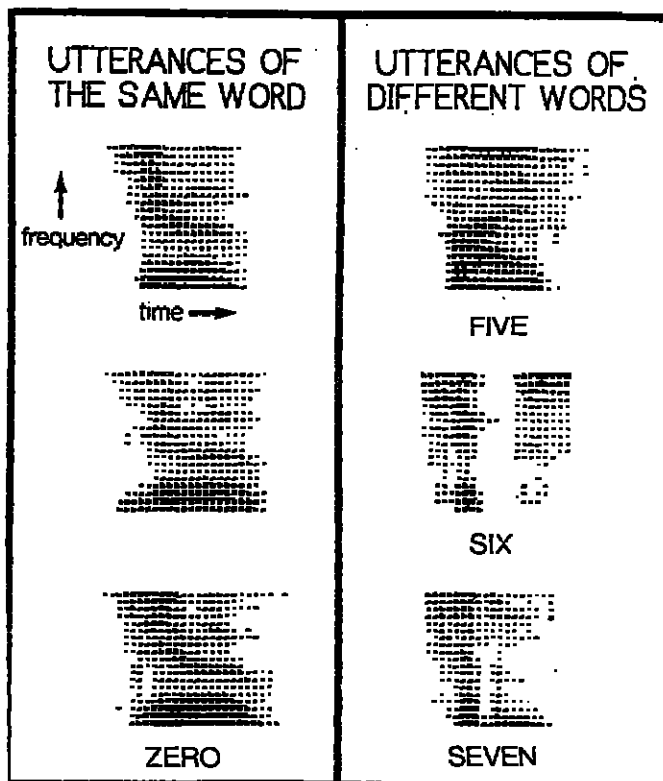 UTTERANCES OF
THE SAME WORD
frequency
time
ZERO
UTTERANCES OF
DIFFERENT WORDS
FIVE
SIX
SEVEN